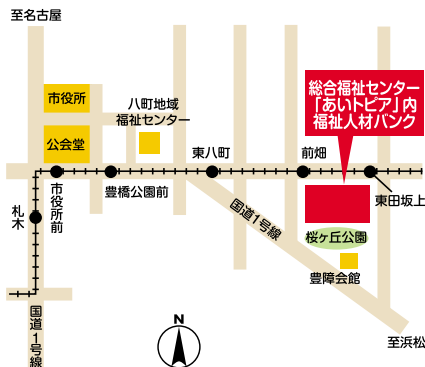 至名古屋
市役所
公会堂
八町地域
福祉センター
総合福祉センター
「あいトピア」内
福祉人材バンク
東八町
前畑
市役所前
豊橋公園前
東田坂上
札木
国道1号線
桜ヶ丘公園
豊障会館
国道1号線
N
至浜松